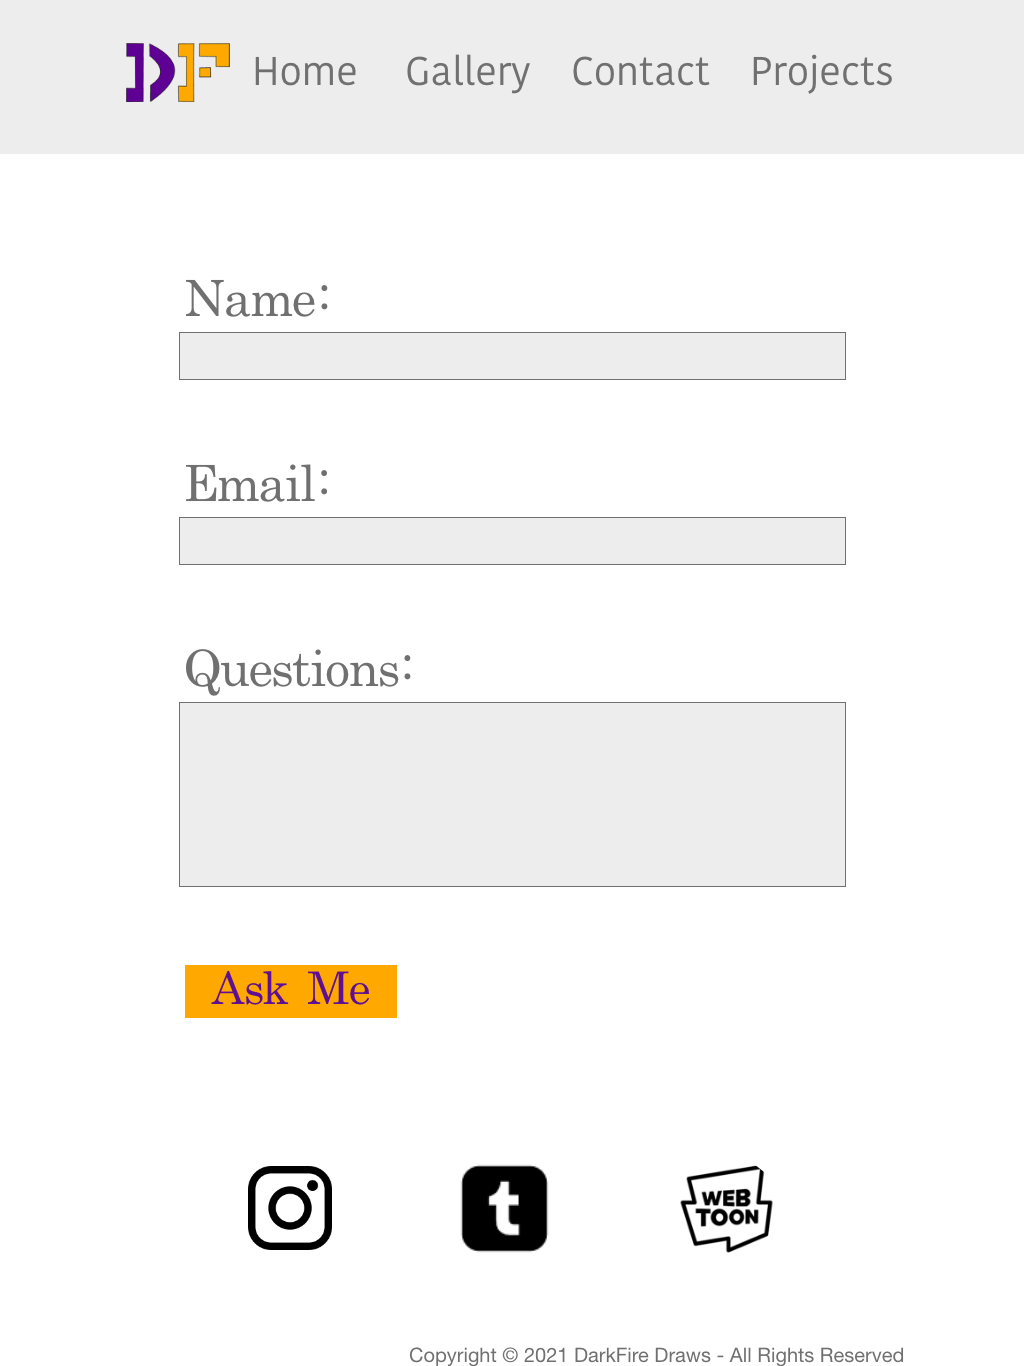 DF Home Gallery Contact Projects
Name:
Email:
Questions:
Ask Me
t
WEB
TOON
Copyright © 2021 DarkFire Draws - All Rights Reserved